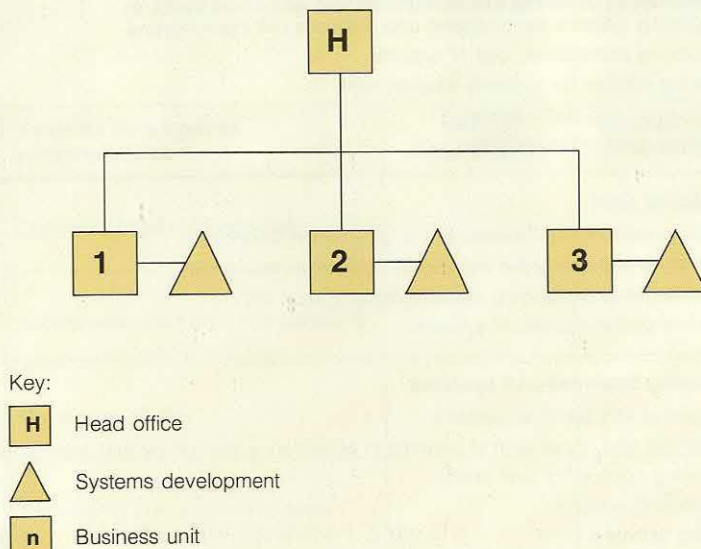 H
1
2
3
Key:
H Head office
Systems development
n Business unit